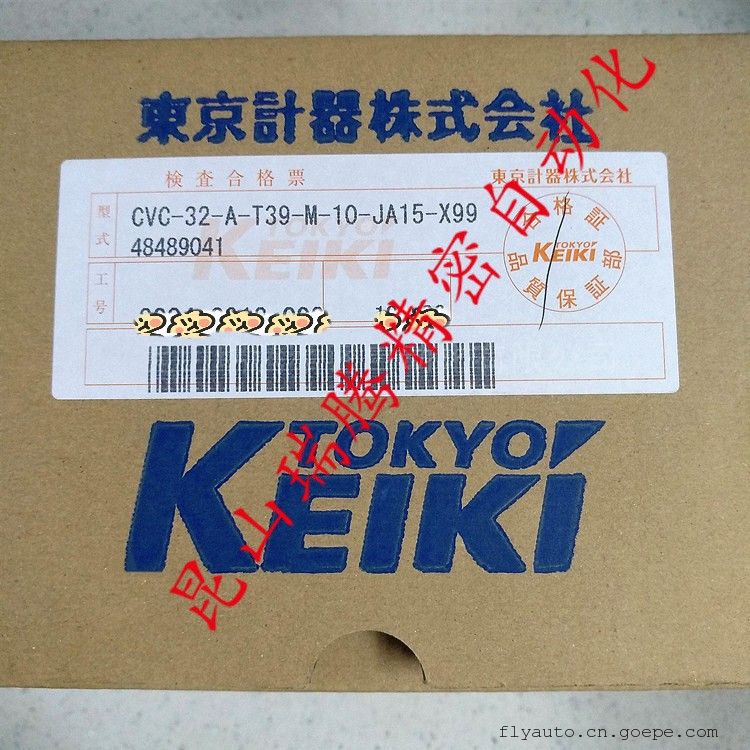 東京計器株式会社
検査合格票 東京計器株式会社
型式 CVC-32-A-T39-M-10-JA15-X99
48489041
TOKYO KEIKI
合格証
TOKYO KEIKI
品質保証部
工号
TOKYO
KEIKI
昆山瑞腾精密自动化
flyauto.cn.goepe.com